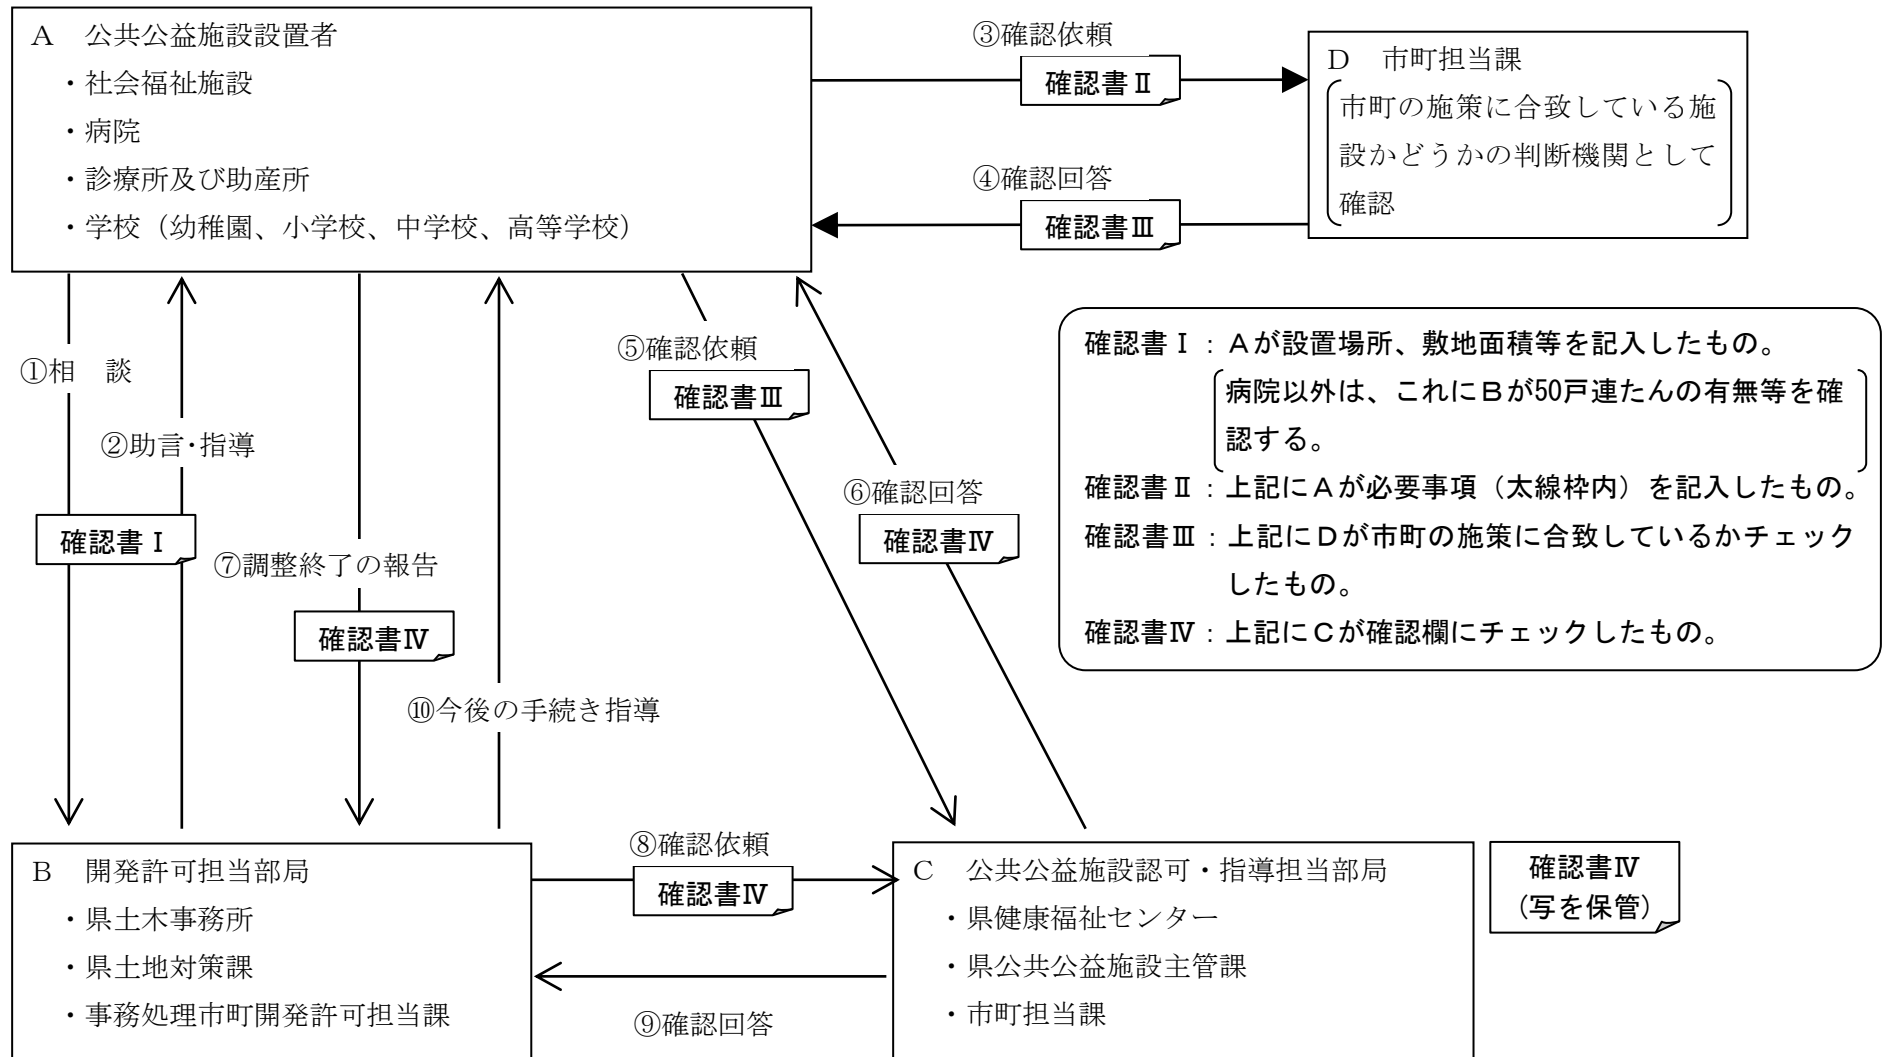 A　公共公益施設設置者
・社会福祉施設
・病院
・診療所及び助産所
・学校（幼稚園、小学校、中学校、高等学校）
③確認依頼
確認書Ⅱ
④確認回答
確認書Ⅲ
D　市町担当課
市町の施策に合致している施
設かどうかの判断機関として
確認
①相　談
②助言・指導
確認書Ⅰ
⑦調整終了の報告
確認書Ⅳ
⑩今後の手続き指導
⑤確認依頼
確認書Ⅲ
⑥確認回答
確認書Ⅳ
確認書Ⅰ：Ａが設置場所、敷地面積等を記入したもの。
病院以外は、これにＢが50戸連たんの有無等を確
認する。
確認書Ⅱ：上記にＡが必要事項（太線枠内）を記入したもの。
確認書Ⅲ：上記にＤが市町の施策に合致しているかチェック
したもの。
確認書Ⅳ：上記にＣが確認欄にチェックしたもの。
B　開発許可担当部局
・県土木事務所
・県土地対策課
・事務処理市町開発許可担当課
⑧確認依頼
確認書Ⅳ
⑨確認回答
C　公共公益施設認可・指導担当部局
・県健康福祉センター
・県公共公益施設主管課
・市町担当課
確認書Ⅳ
（写を保管）